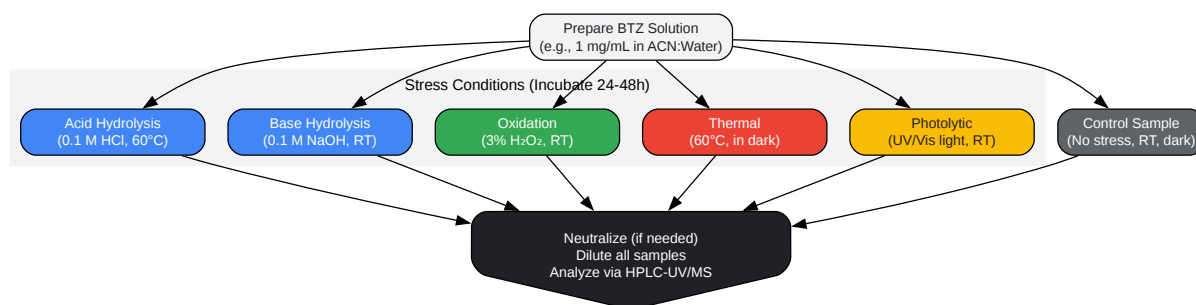 Prepare BTZ Solution
(e.g., 1 mg/mL in ACN:Water)
Stress Conditions (Incubate 24-48h)
Acid Hydrolysis
(0.1 M HCl, 60°C)
Base Hydrolysis
(0.1 M NaOH, RT)
Oxidation
(3% H₂O₂, RT)
Thermal
(60°C, in dark)
Photolytic
(UV/Vis light, RT)
Control Sample
(No stress, RT, dark)
Neutralize (if needed)
Dilute all samples
Analyze via HPLC-UV/MS